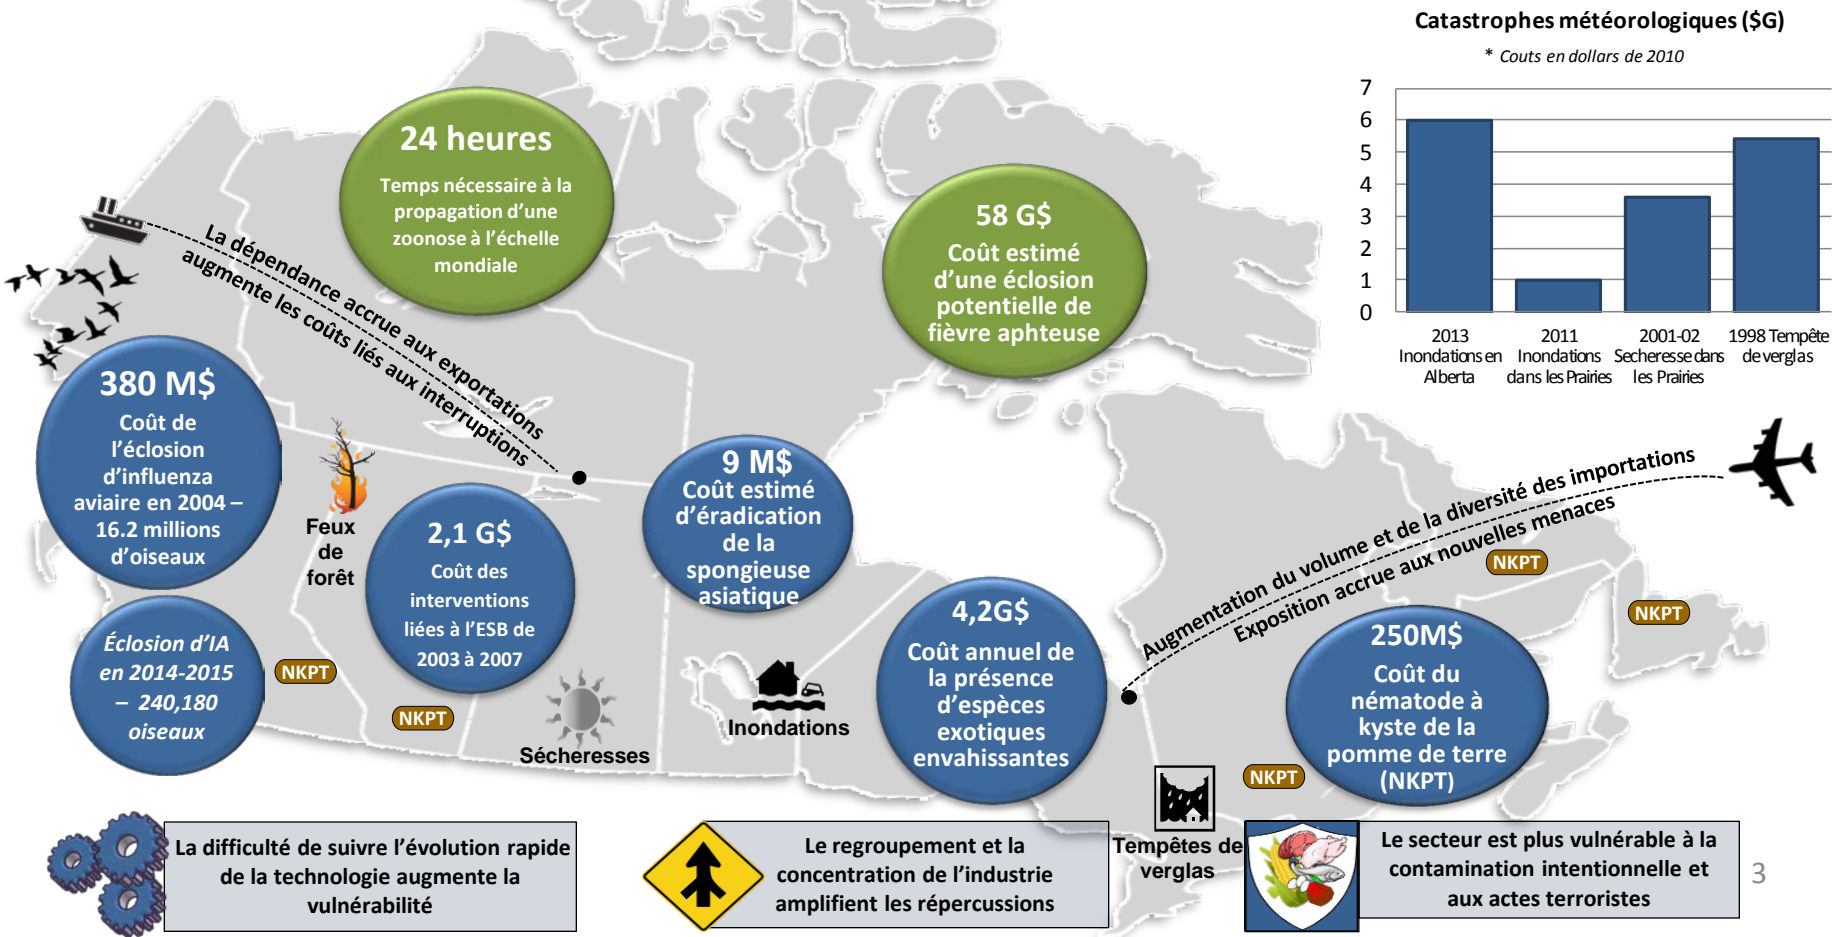 Catastrophes météorologiques ($G)
* Couts en dollars de 2010
7
6
5
4
3
2
1
0
2013
Inondations en
Alberta
2011
Inondations
dans les Prairies
2001-02
Secheresse dans
les Prairies
1998 Tempête
de verglas
24 heures
Temps nécessaire à la
propagation d'une
zoonose à l'échelle
mondiale
58 G$
Coût estimé
d'une éclosion
potentielle de
fièvre aphteuse
La dépendance accrue aux exportations
augmente les coûts liés aux interruptions
380 M$
Coût de
l'éclosion
d'influenza
aviaire en 2004 –
16.2 millions
d'oiseaux
Feux
de
forêt
2,1 G$
Coût des
interventions
liées à l'ESB de
2003 à 2007
9 M$
Coût estimé
d'éradication
de la
spongieuse
asiatique
Augmentation du volume et de la diversité des importations
Exposition accrue aux nouvelles menaces
NKPT
NKPT
Éclosion d'IA
en 2014-2015
– 240,180
oiseaux
NKPT
NKPT
Sécheresses
Inondations
4,2G$
Coût annuel de
la présence
d'espèces
exotiques
envahissantes
250M$
Coût du
nématode à
kyste de la
pomme de terre
(NKPT)
NKPT
Tempêtes de
verglas
La difficulté de suivre l'évolution rapide
de la technologie augmente la
vulnérabilité
Le regroupement et la
concentration de l'industrie
amplifient les répercussions
Le secteur est plus vulnérable à la
contamination intentionnelle et
aux actes terroristes
3